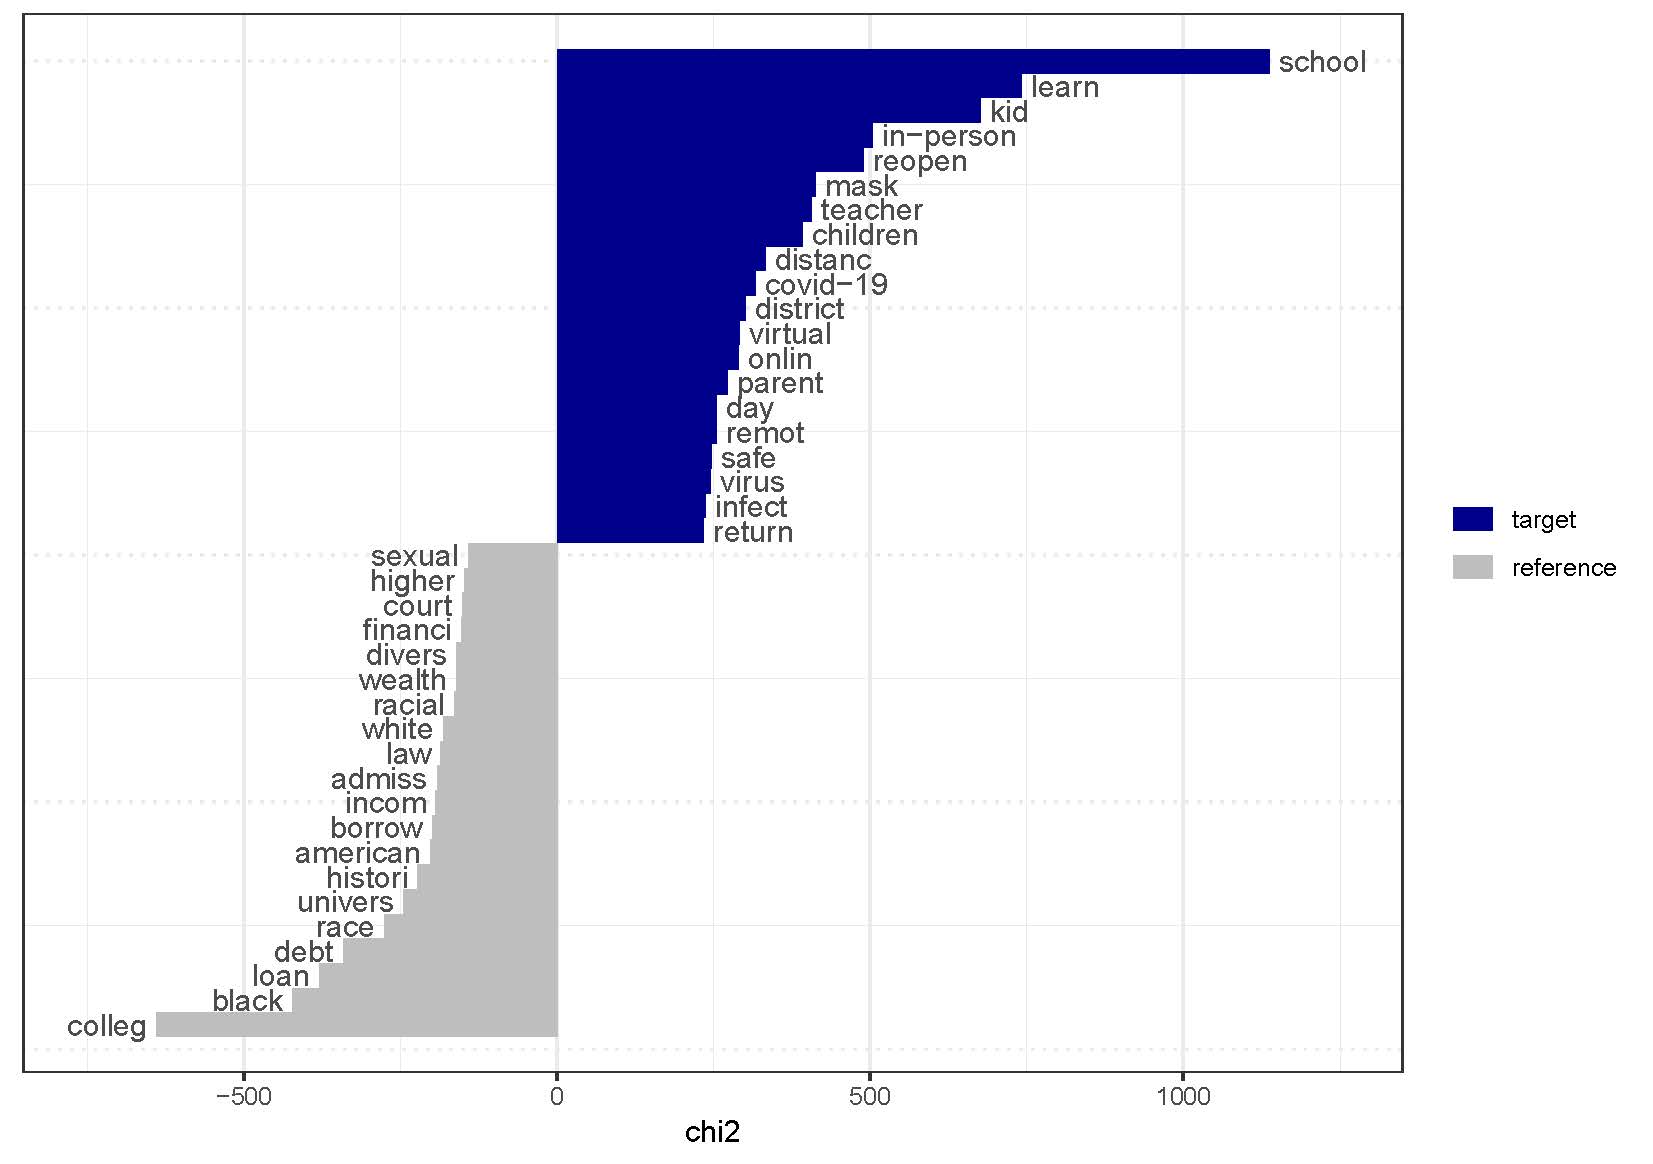 school
learn
kid
in−person
reopen
mask
teacher
children
distanc
covid−19
district
virtual
onlin
parent
day
remot
safe
virus
infect
return
sexual
higher
court
financi
divers
wealth
racial
white
law
admiss
incom
borrow
american
histori
univers
race
debt
loan
black
colleg
target
reference
−500 0 500 1000
chi2